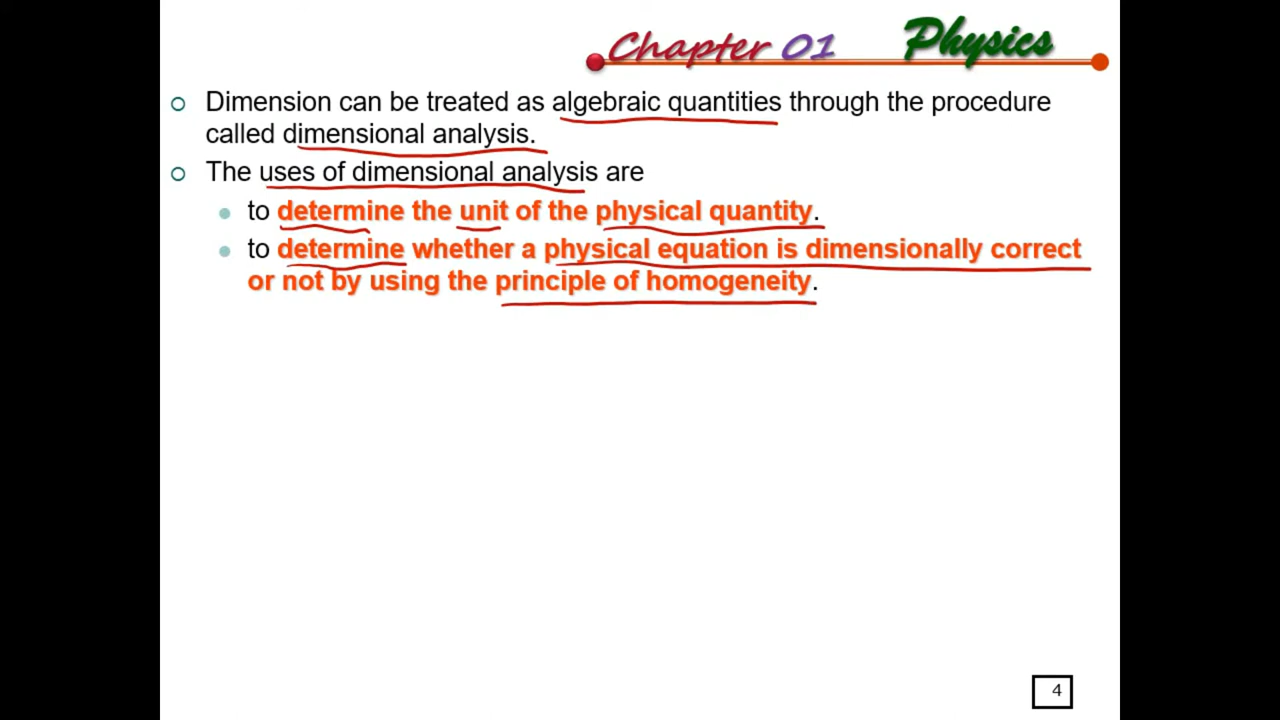 Chapter 01 Physics
Dimension can be treated as algebraic quantities through the procedure
called dimensional analysis.
The uses of dimensional analysis are
to determine the unit of the physical quantity.
to determine whether a physical equation is dimensionally correct
or not by using the principle of homogeneity.
4